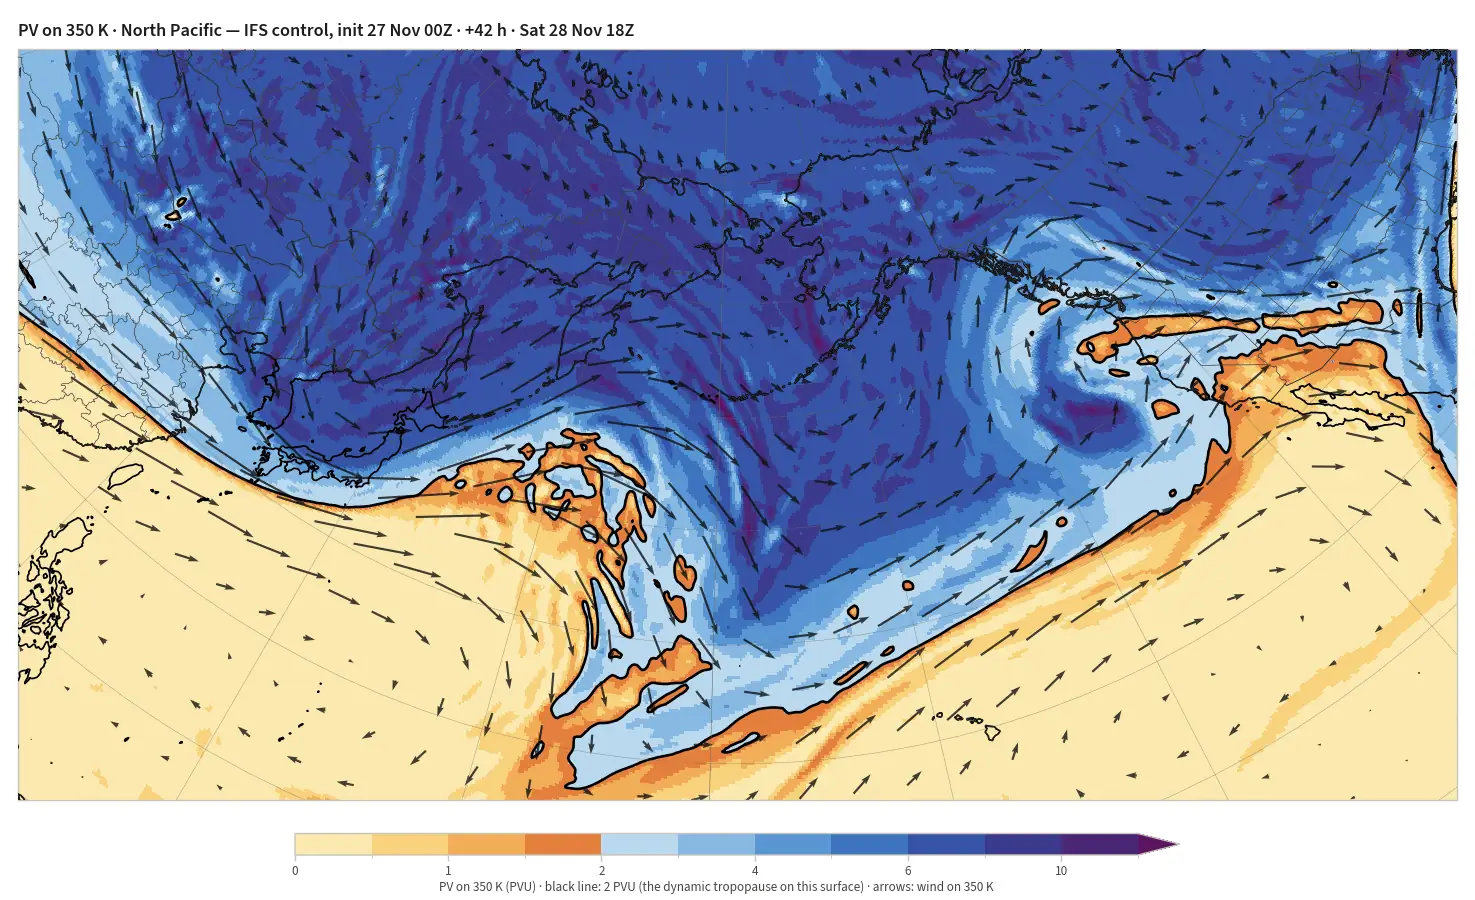 PV on 350 K · North Pacific — IFS control, init 27 Nov 00Z · +42 h · Sat 28 Nov 18Z
0 1 2 4 6 10
PV on 350 K (PVU) · black line: 2 PVU (the dynamic tropopause on this surface) · arrows: wind on 350 K